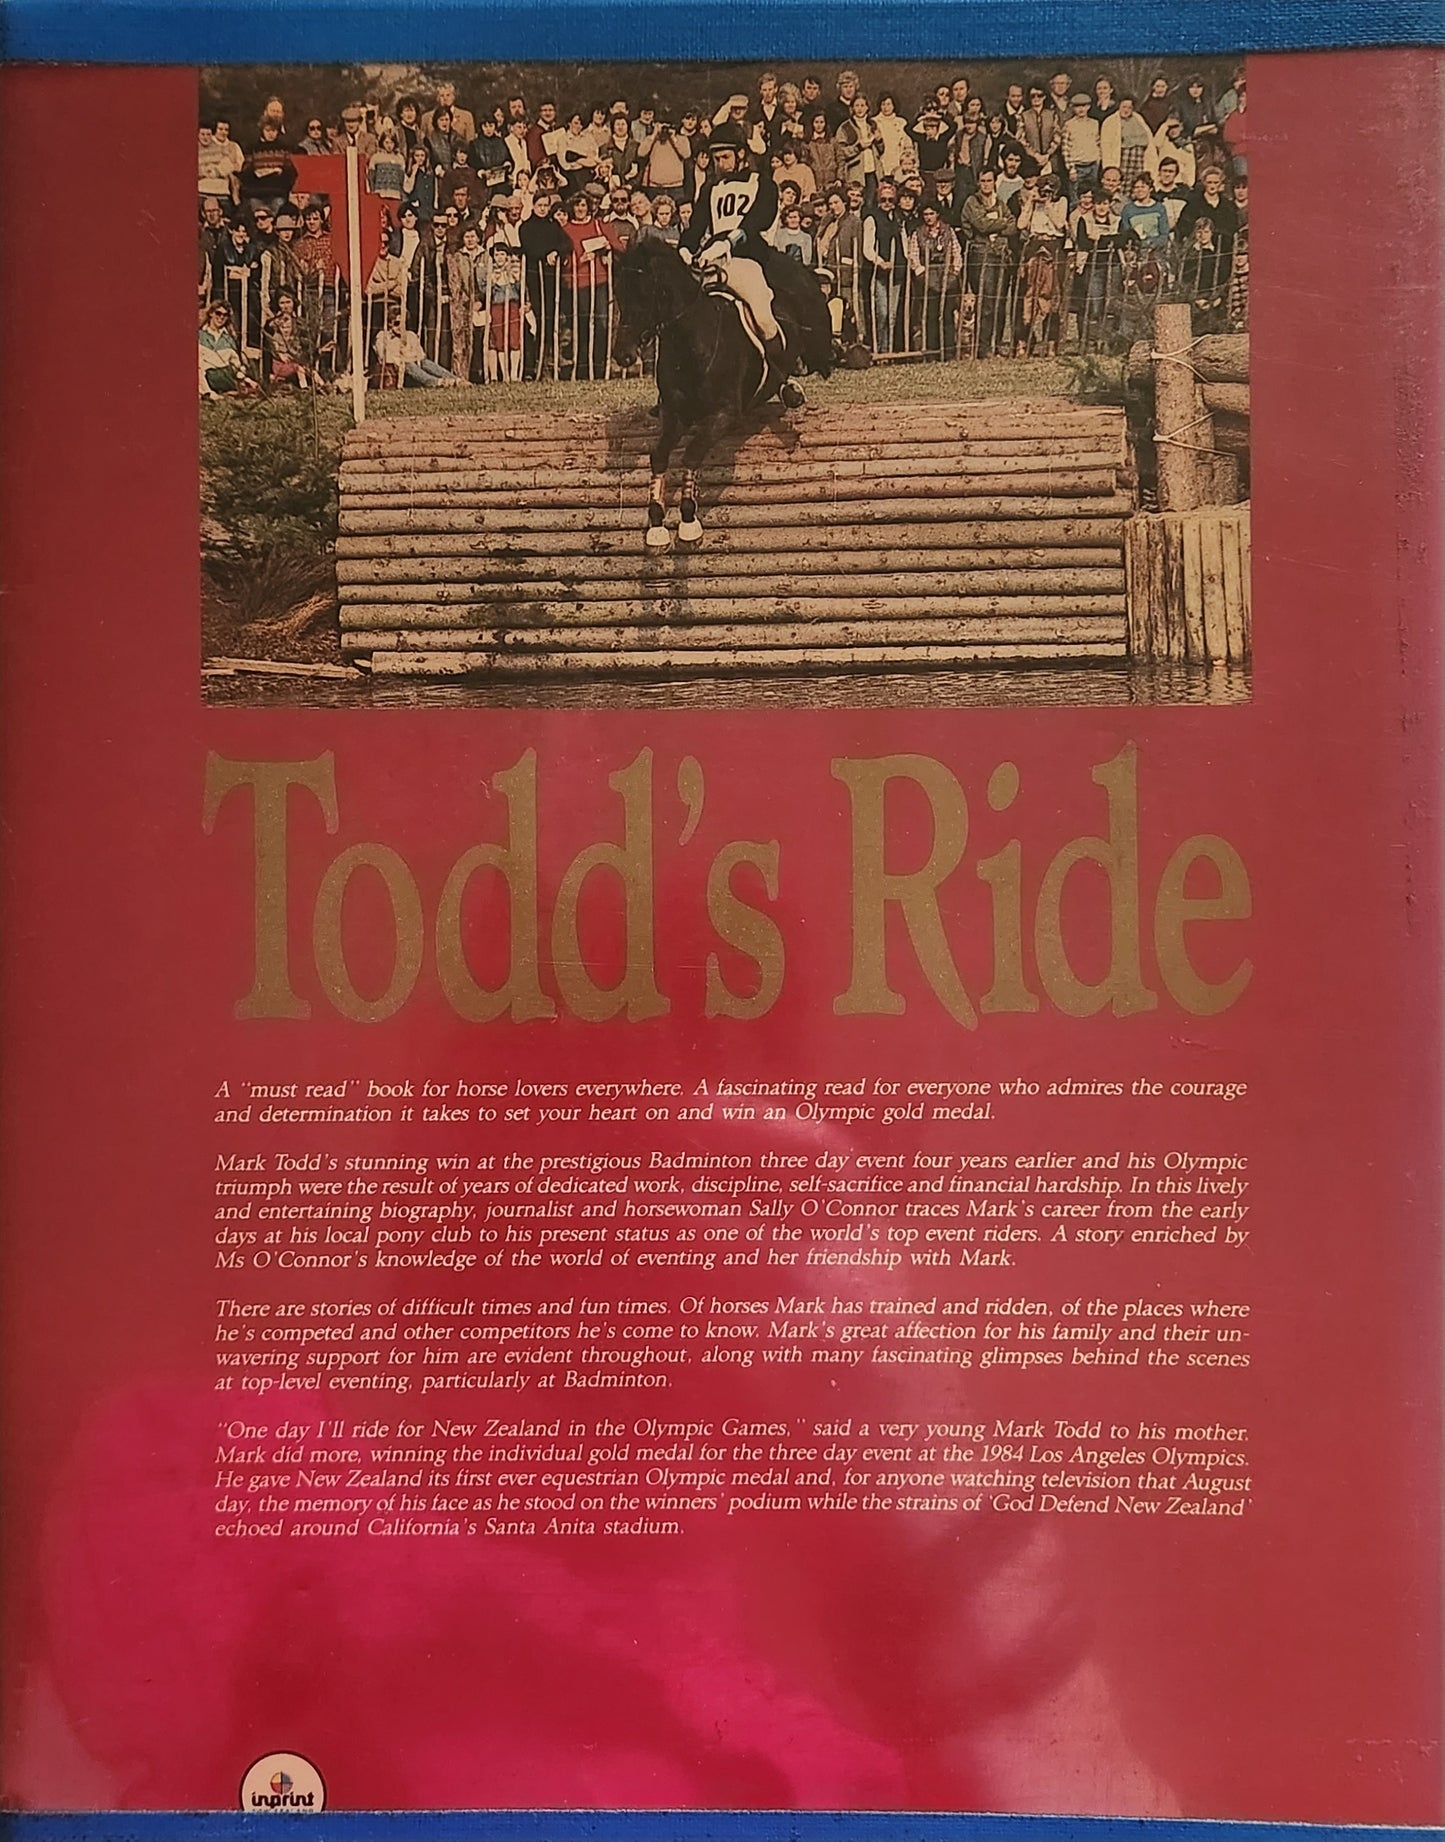 102
Todd's Ride
A "must read" book for horse lovers everywhere. A fascinating read for everyone who admires the courage
and determination it takes to set your heart on and win an Olympic gold medal.
Mark Todd's stunning win at the prestigious Badminton three day event four years earlier and his Olympic
triumph were the result of years of dedicated work, discipline, self-sacrifice and financial hardship. In this lively
and entertaining biography, journalist and horsewoman Sally O'Connor traces Mark's career from the early
days at his local pony club to his present status as one of the world's top event riders. A story enriched by
Ms O'Connor's knowledge of the world of eventing and her friendship with Mark.
There are stories of difficult times and fun times. Of horses Mark has trained and ridden, of the places where
he's competed and other competitors he's come to know. Mark's great affection for his family and their un-
wavering support for him are evident throughout, along with many fascinating glimpses behind the scenes
at top-level eventing, particularly at Badminton.
"One day I'll ride for New Zealand in the Olympic Games," said a very young Mark Todd to his mother.
Mark did more, winning the individual gold medal for the three day event at the 1984 Los Angeles Olympics.
He gave New Zealand its first ever equestrian Olympic medal and, for anyone watching television that August
day, the memory of his face as he stood on the winners' podium while the strains of 'God Defend New Zealand'
echoed around California's Santa Anita stadium.
inprint